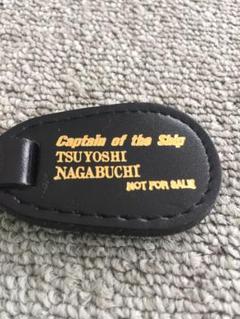 Captain of the Ship
TSUYOSHI
NAGABUCHI
NOT FOR SALE